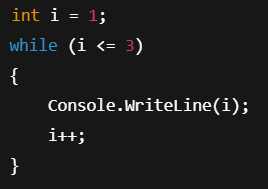 int i = 1;
while (i <= 3)
{
    Console.WriteLine(i);
    i++;
}